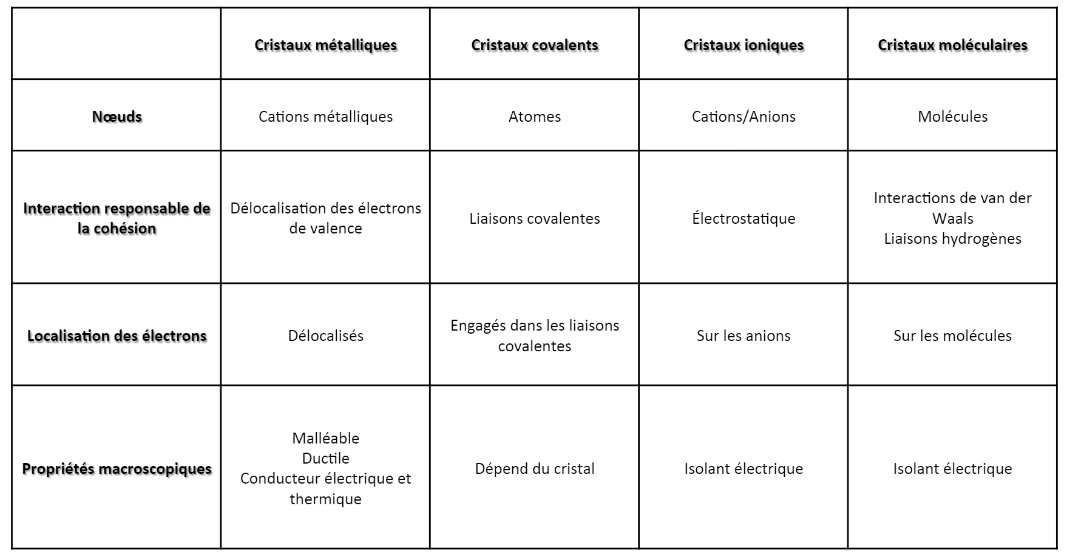 Cristaux métalliques
Cristaux covalents
Cristaux ioniques
Cristaux moléculaires
Nœuds
Cations métalliques
Atomes
Cations/Anions
Molécules
Interaction responsable de
la cohésion
Délocalisation des électrons
de valence
Liaisons covalentes
Électrostatique
Interactions de van der
Waals
Liaisons hydrogènes
Localisation des électrons
Délocalisés
Engagés dans les liaisons
covalentes
Sur les anions
Sur les molécules
Propriétés macroscopiques
Malléable
Ductile
Conducteur électrique et
thermique
Dépend du cristal
Isolant électrique
Isolant électrique